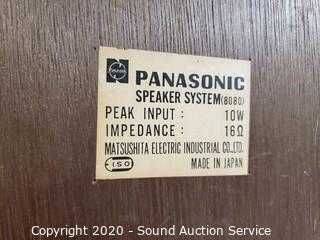 PANASONIC
SPEAKER SYSTEM(8080)
PEAK INPUT : 10W
IMPEDANCE : 16Ω
MATSUSHITA ELECTRIC INDUSTRIAL CO.,LTD.
ISO MADE IN JAPAN
Copyright 2020 - Sound Auction Service